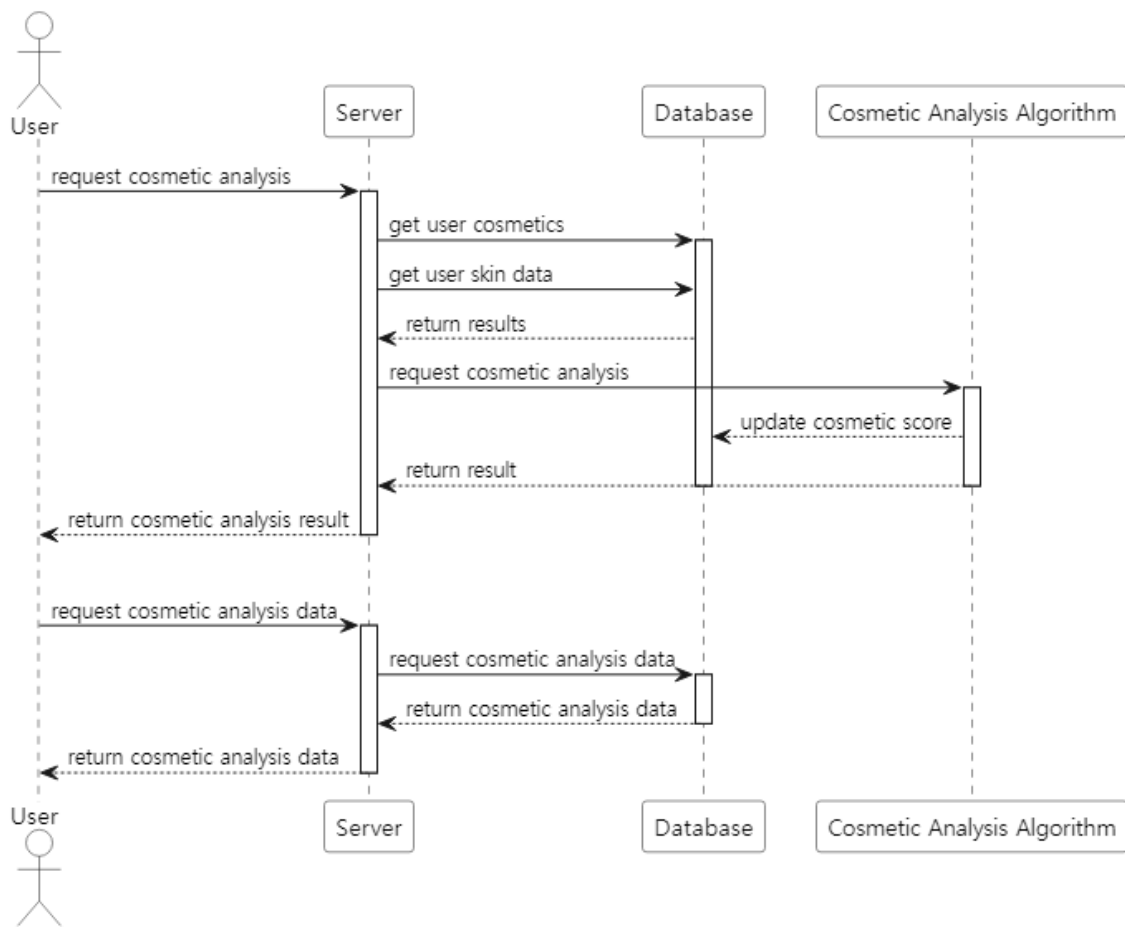 User
Server
Database
Cosmetic Analysis Algorithm
request cosmetic analysis
get user cosmetics
get user skin data
return results
request cosmetic analysis
update cosmetic score
return result
return cosmetic analysis result
request cosmetic analysis data
request cosmetic analysis data
return cosmetic analysis data
return cosmetic analysis data
User
Server
Database
Cosmetic Analysis Algorithm